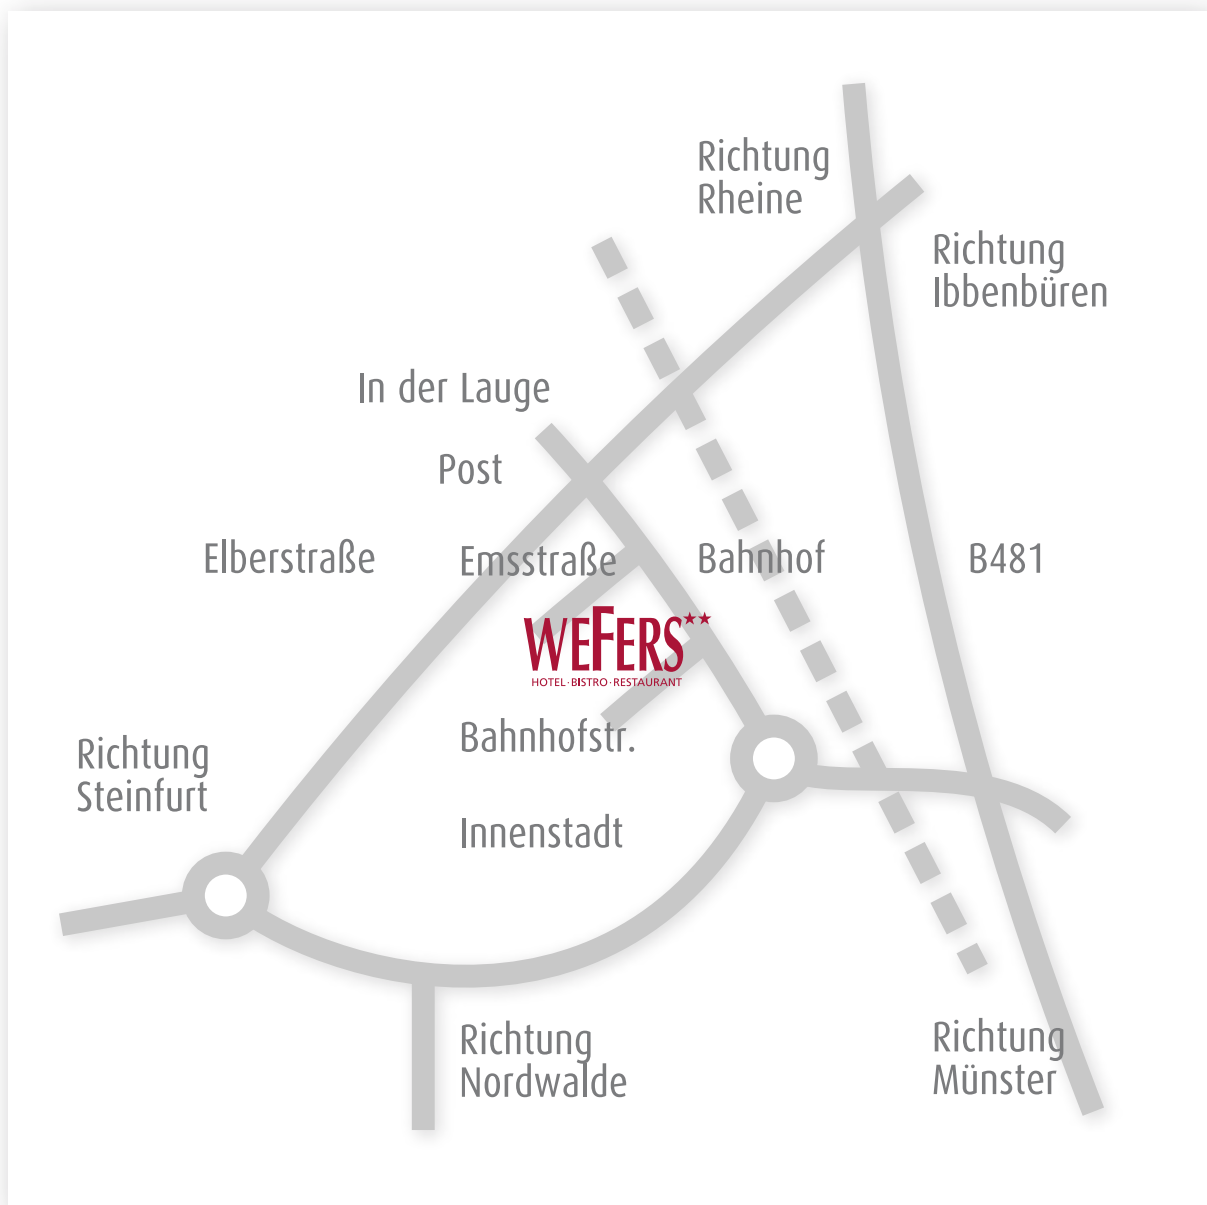 Richtung
Rheine
Richtung
Ibbenbüren
In der Lauge
Post
Elberstraße
Emsstraße
Bahnhof
B481
WEFERS★★
HOTEL·BISTRO·RESTAURANT
Bahnhofstr.
Richtung
Steinfurt
Innenstadt
Richtung
Nordwalde
Richtung
Münster